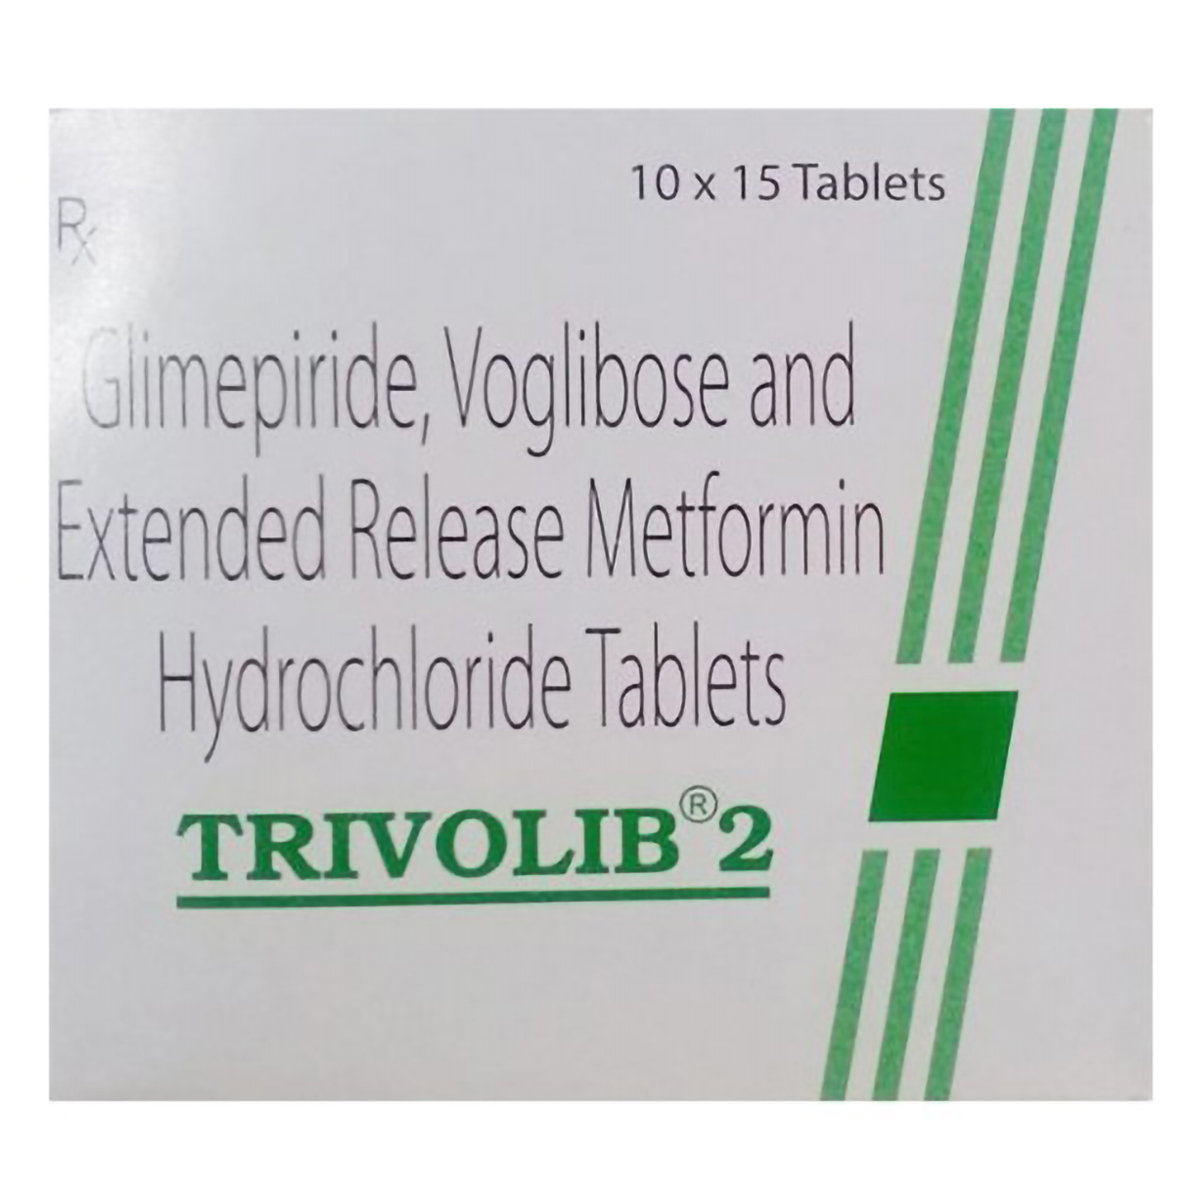 10 x 15 Tablets
Rx
Glimepiride, Voglibose and
Extended Release Metformin
Hydrochloride Tablets
TRIVOLIB® 2